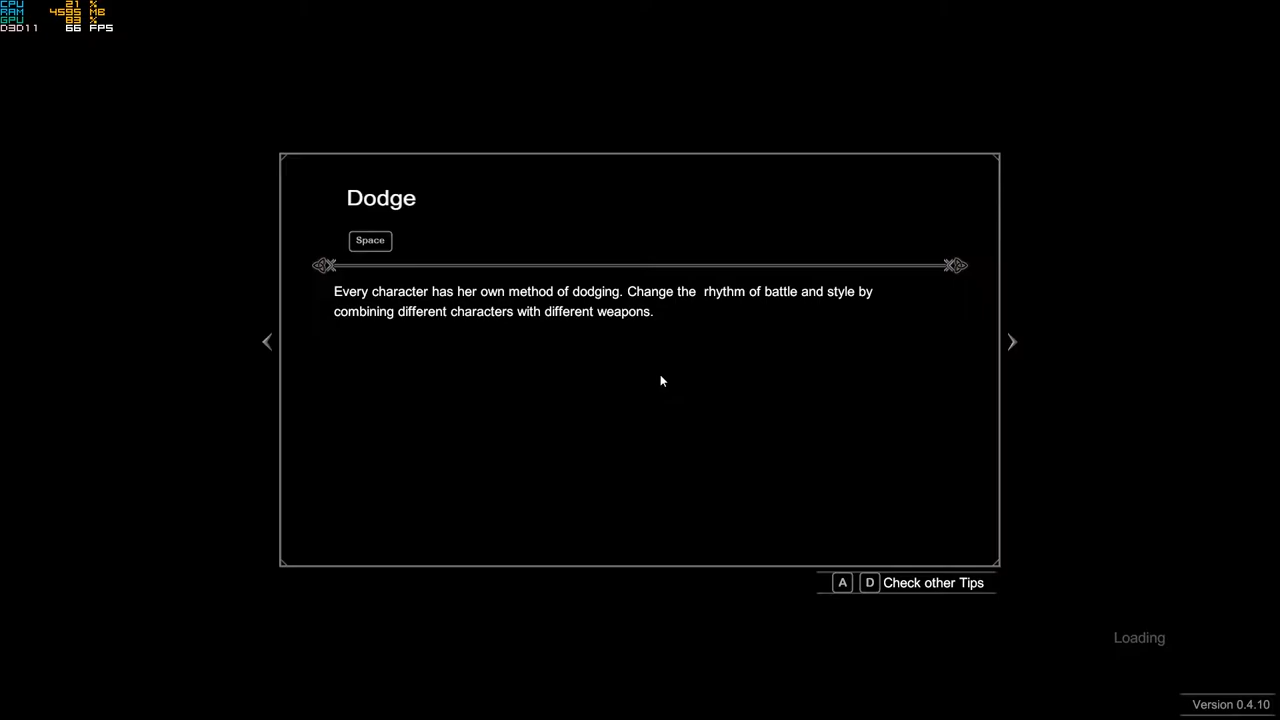 CPU 21 %
RAM 4595 MB
GPU 83 %
D3D11 66 FPS
Dodge
Space
Every character has her own method of dodging. Change the  rhythm of battle and style by
combining different characters with different weapons.
A D Check other Tips
Loading
Version 0.4.10